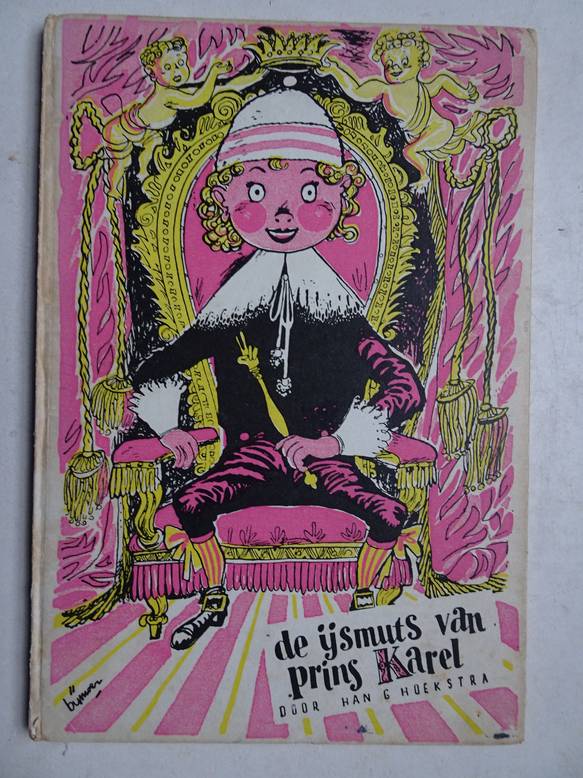 de ijsmuts van
prins Karel
DOOR HAN G HOEKSTRA